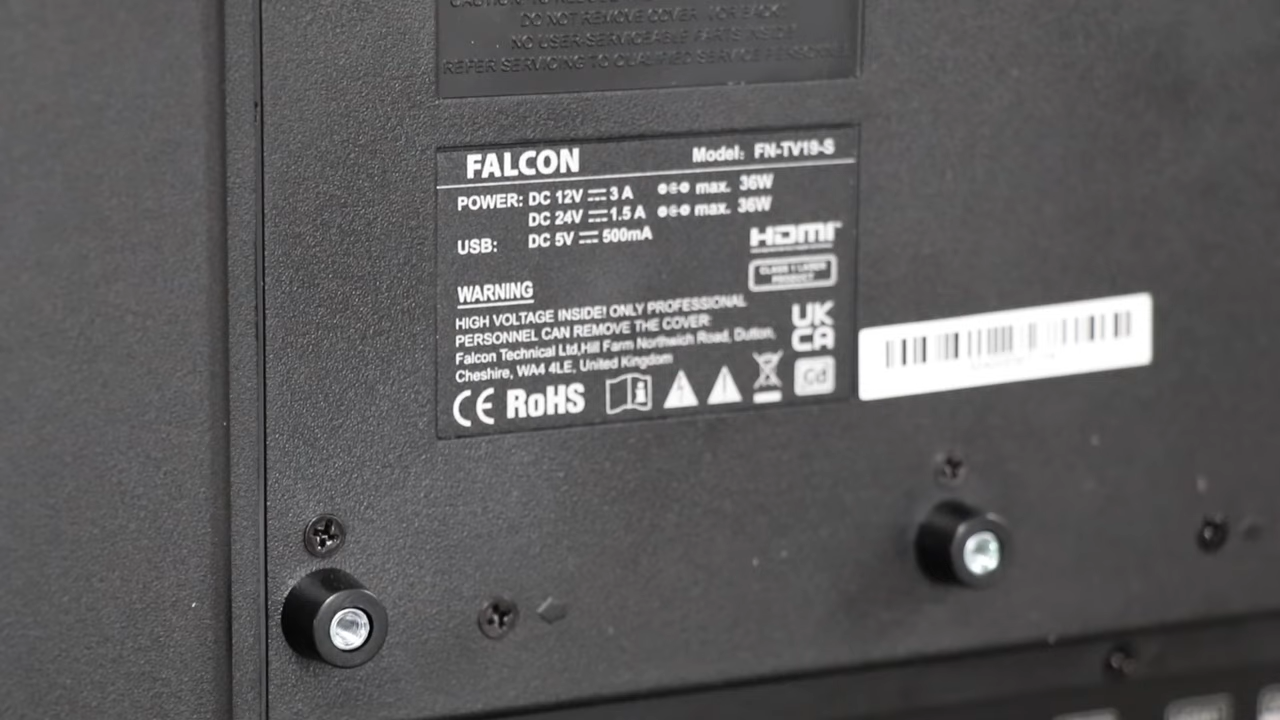 DO NOT REMOVE COVER (OR BACK)
NO USER-SERVICEABLE PARTS INSIDE
REFER SERVICING TO QUALIFIED SERVICE PERSONNEL
FALCON Model: FN-TV19-S
POWER: DC 12V ⎓ 3 A max. 36W
DC 24V ⎓ 1.5 A max. 36W
USB: DC 5V ⎓ 500mA
HDMI
CLASS 1 LASER
PRODUCT
WARNING
HIGH VOLTAGE INSIDE! ONLY PROFESSIONAL
PERSONNEL CAN REMOVE THE COVER.
Falcon Technical Ltd,Hill Farm Northwich Road, Dutton,
Cheshire, WA4 4LE, United Kingdom
UK
CA
CE RoHS Cd